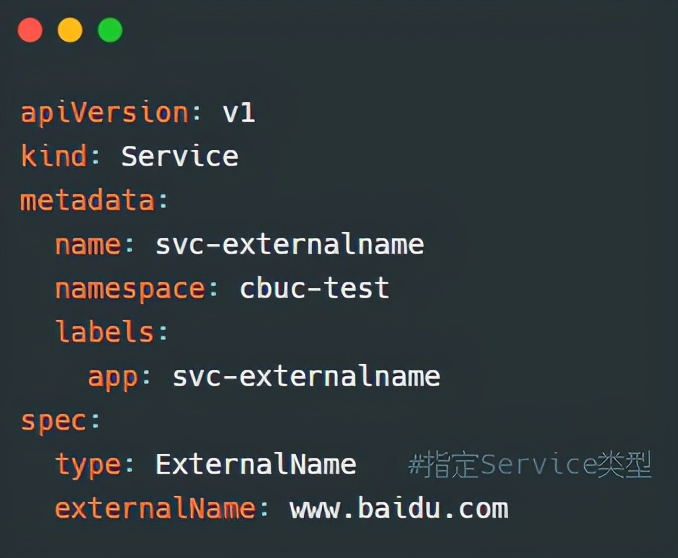 apiVersion: v1
kind: Service
metadata:
  name: svc-externalname
  namespace: cbuc-test
  labels:
    app: svc-externalname
spec:
  type: ExternalName   #指定Service类型
  externalName: www.baidu.com